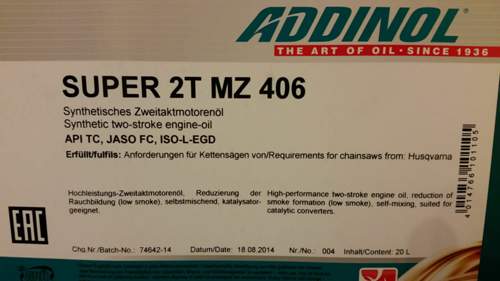 ADDINOL
THE ART OF OIL · SINCE 1936
SUPER 2T MZ 406
Synthetisches Zweitaktmotorenöl
Synthetic two-stroke engine-oil
API TC, JASO FC, ISO-L-EGD
Erfüllt/fulfils: Anforderungen für Kettensägen von/Requirements for chainsaws from: Husqvarna
Hochleistungs-Zweitaktmotorenöl, Reduzierung der
Rauchbildung (low smoke), selbstmischend, katalysator-
geeignet.
High-performance two-stroke engine oil, reduction of
smoke formation (low smoke), self-mixing, suited for
catalytic converters.
4014766101105
EAC
Chg.Nr./Batch-No.: 74642-14 Datum/Date: 18.08.2014 Nr./No.: 004 Inhalt/Content: 20 L